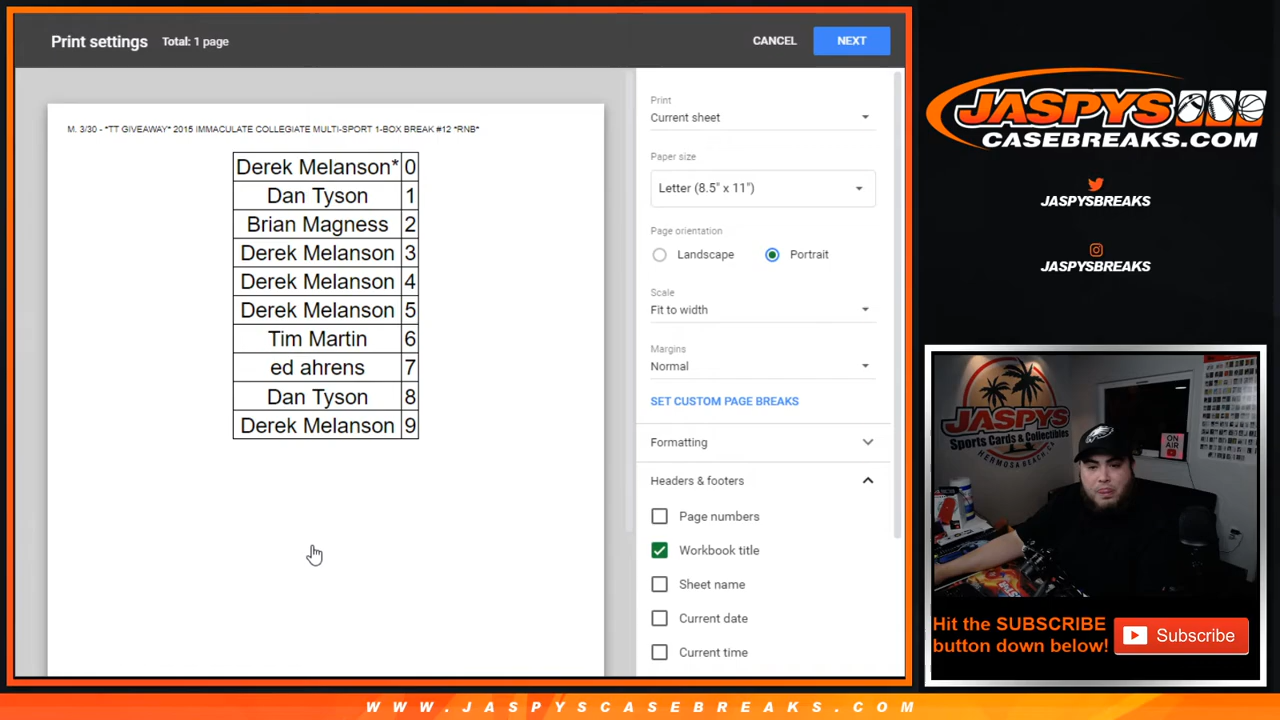 Print settings Total: 1 page
CANCEL NEXT
M. 3/30 - *TT GIVEAWAY* 2015 IMMACULATE COLLEGIATE MULTI-SPORT 1-BOX BREAK #12 *RNB*
Derek Melanson* 0
Dan Tyson 1
Brian Magness 2
Derek Melanson 3
Derek Melanson 4
Derek Melanson 5
Tim Martin 6
ed ahrens 7
Dan Tyson 8
Derek Melanson 9
Print
Current sheet
Paper size
Letter (8.5" x 11")
Page orientation
Landscape Portrait
Scale
Fit to width
Margins
Normal
SET CUSTOM PAGE BREAKS
Formatting
Headers & footers
Page numbers
Workbook title
Sheet name
Current date
Current time
JASPYS
CASEBREAKS.COM
JASPYSBREAKS
JASPYSBREAKS
JASPYS
Sports Cards & Collectibles
HERMOSA BEACH, CA
ON AIR
Hit the SUBSCRIBE
button down below!
Subscribe
WWW.JASPYSCASEBREAKS.COM